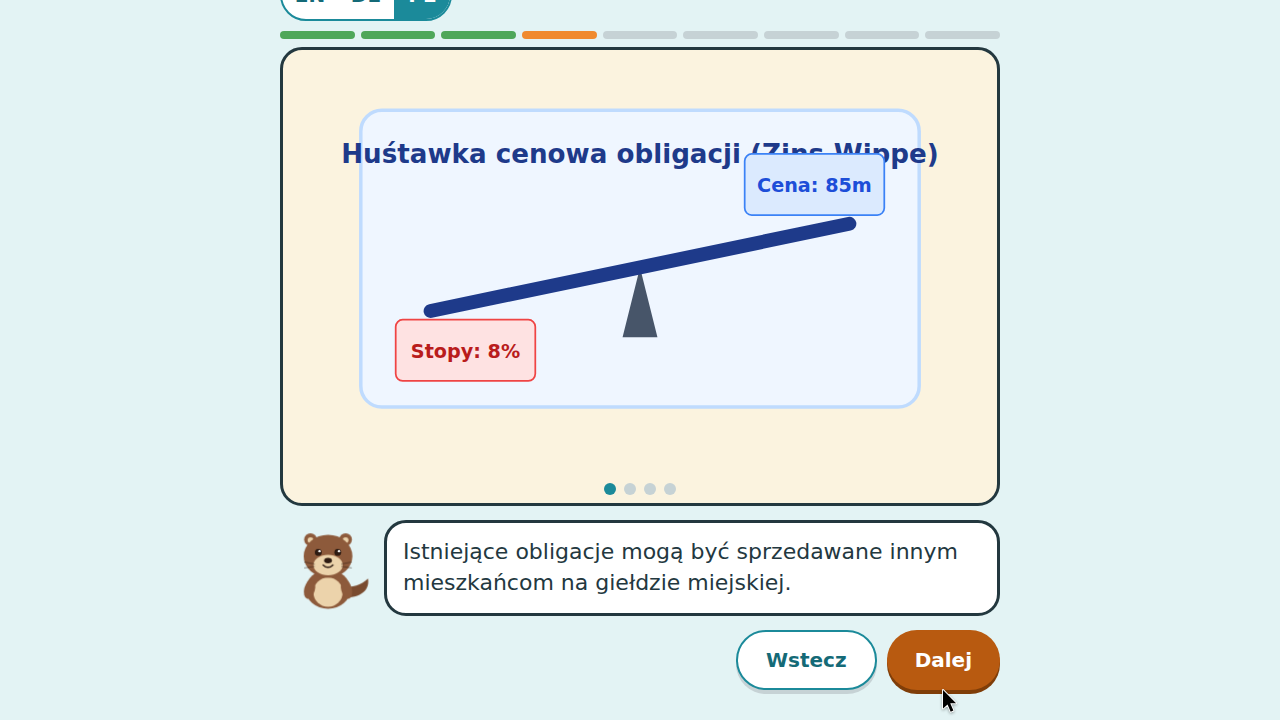 Huśtawka cenowa obligacji (Zins Wippe)
Cena: 85m
Stopy: 8%
Istniejące obligacje mogą być sprzedawane innym
mieszkańcom na giełdzie miejskiej.
Wstecz
Dalej